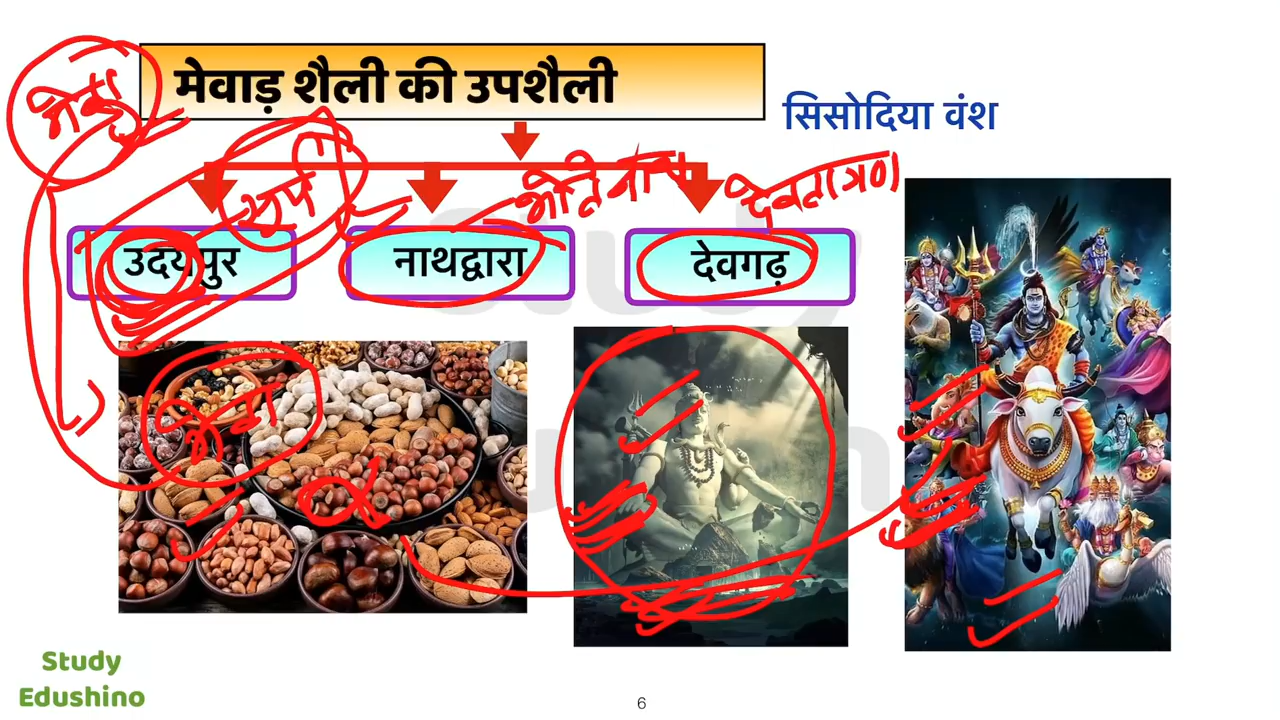 मेवाड़ शैली की उपशैली
सिसोदिया वंश
उदयपुर
नाथद्वारा
देवगढ़
मेवा
Study
Edushino
6